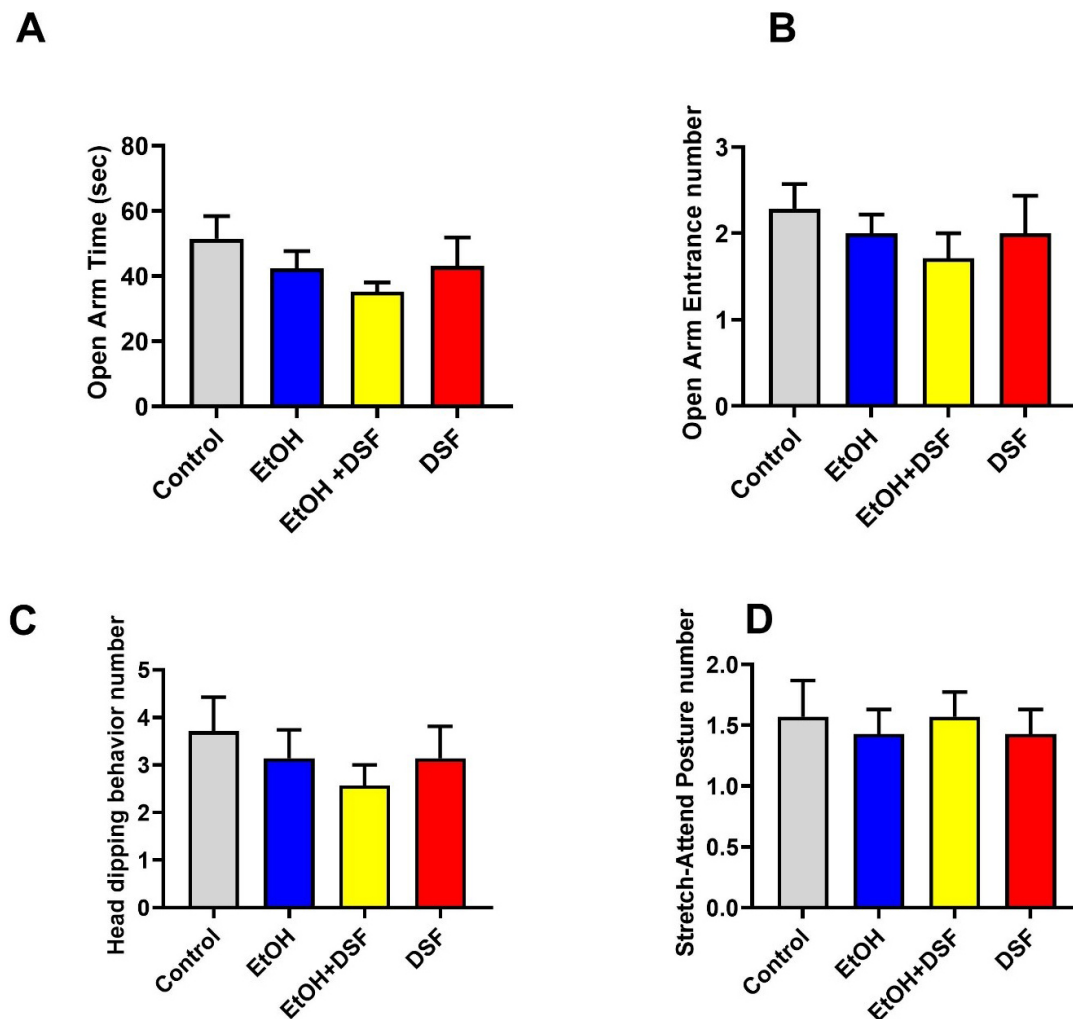 A
Open Arm Time (sec)
80
60
40
20
0
Control
EtOH
EtOH +DSF
DSF
B
Open Arm Entrance number
3
2
1
0
Control
EtOH
EtOH+DSF
DSF
C
Head dipping behavior number
5
4
3
2
1
0
Control
EtOH
EtOH+DSF
DSF
D
Stretch-Attend Posture number
2.0
1.5
1.0
0.5
0.0
Control
EtOH
EtOH+DSF
DSF